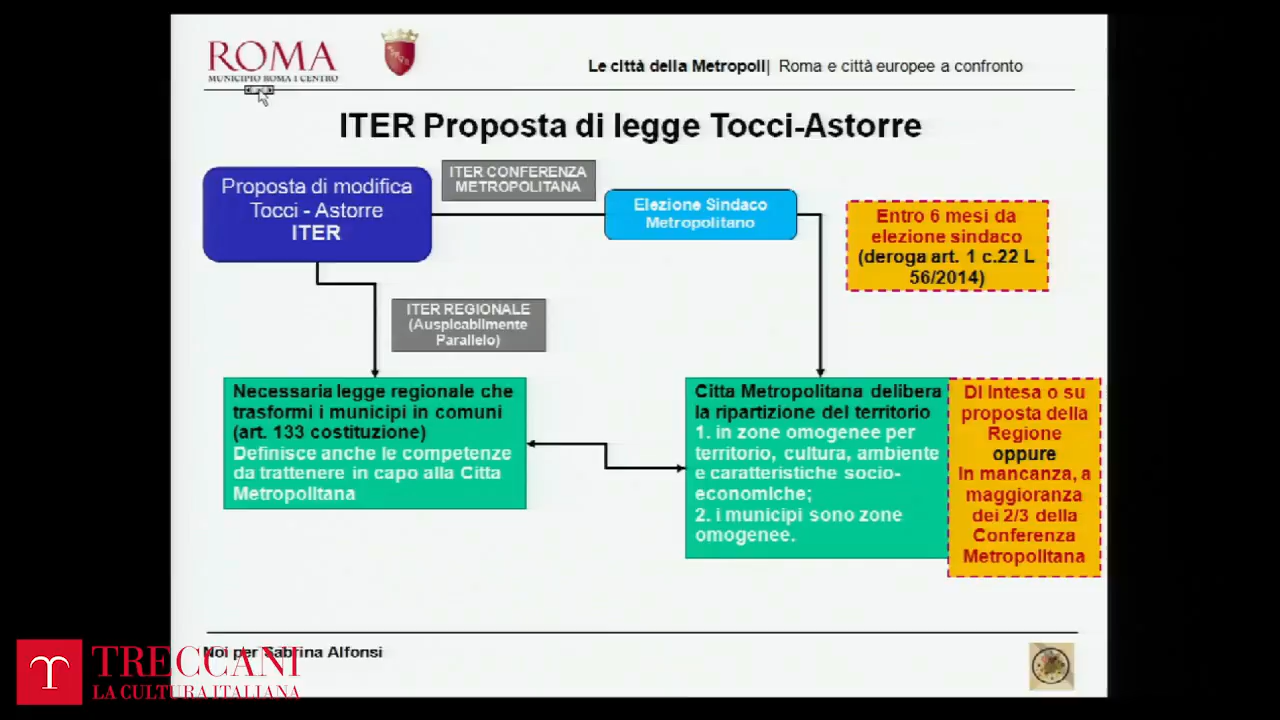 ROMA
MUNICIPIO ROMA I CENTRO
Le città della Metropoli| Roma e città europee a confronto
ITER Proposta di legge Tocci-Astorre
Proposta di modifica
Tocci - Astorre
ITER
ITER CONFERENZA
METROPOLITANA
Elezione Sindaco
Metropolitano
Entro 6 mesi da
elezione sindaco
(deroga art. 1 c.22 L
56/2014)
ITER REGIONALE
(Auspicabilmente
Parallelo)
Necessaria legge regionale che
trasformi i municipi in comuni
(art. 133 costituzione)
Definisce anche le competenze
da trattenere in capo alla Citta
Metropolitana
Citta Metropolitana delibera
la ripartizione del territorio
1. in zone omogenee per
territorio, cultura, ambiente
e caratteristiche socio-
economiche;
2. i municipi sono zone
omogenee.
Di Intesa o su
proposta della
Regione
oppure
In mancanza, a
maggioranza
dei 2/3 della
Conferenza
Metropolitana
Noi per Sabrina Alfonsi
TRECCANI
LA CULTURA ITALIANA